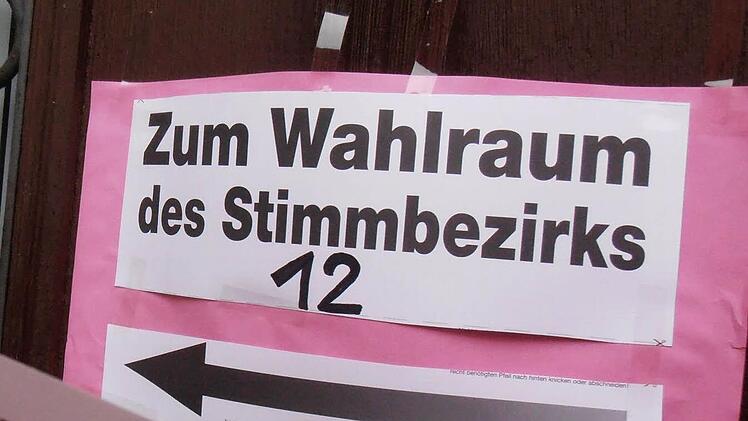 Zum Wahlraum
des Stimmbezirks
12
Nicht benötigten Pfeil nach hinten knicken oder abschneiden!